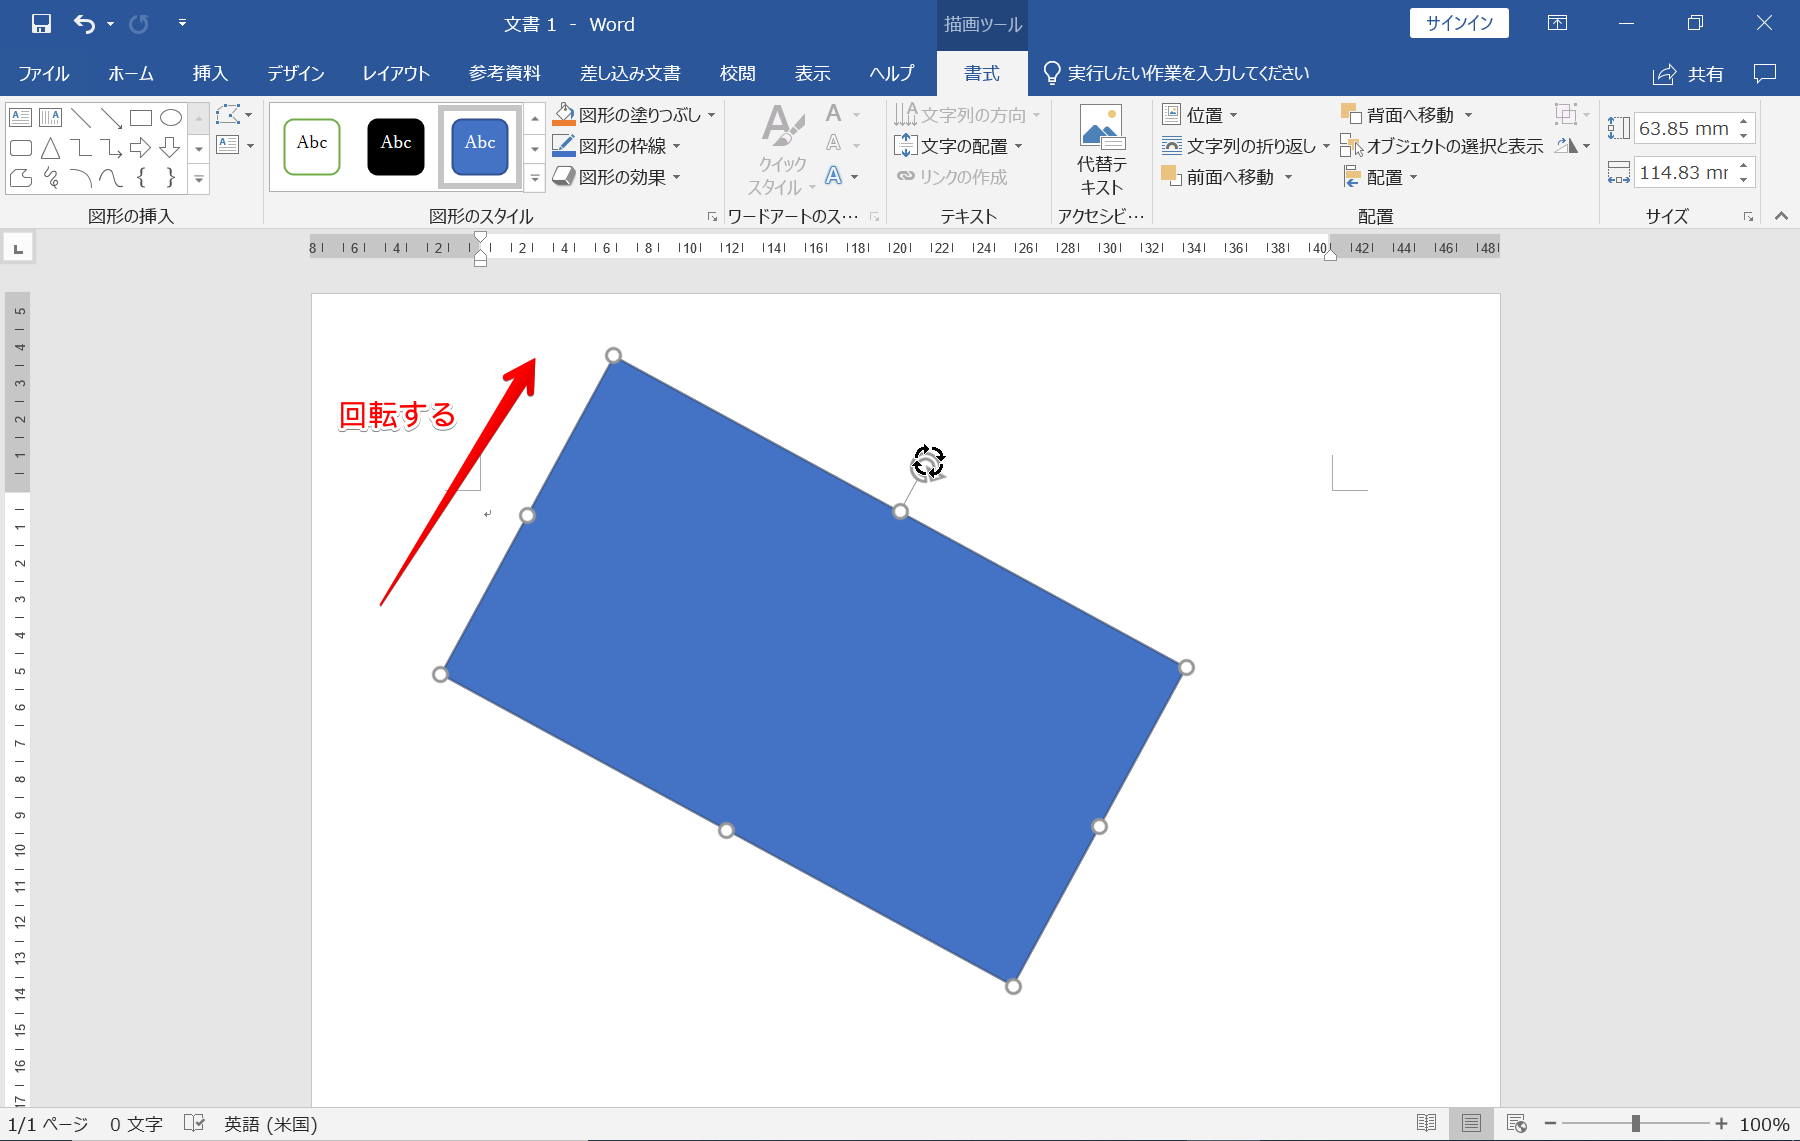 文書 1 - Word
描画ツール
サインイン
ファイル ホーム 挿入 デザイン レイアウト 参考資料 差し込み文書 校閲 表示 ヘルプ 書式 実行したい作業を入力してください 共有
Abc Abc Abc
図形の塗りつぶし
図形の枠線
図形の効果
クイック
スタイル
文字列の方向
文字の配置
リンクの作成
代替テ
キスト
位置
文字列の折り返し
前面へ移動
背面へ移動
オブジェクトの選択と表示
配置
63.85 mm
114.83 mr
図形の挿入 図形のスタイル ワードアートのス… テキスト アクセシビ… 配置 サイズ
8 6 4 2 2 4 6 8 10 12 14 16 18 20 22 24 26 28 30 32 34 36 38 40 42 44 46 48
5
4
3
2
1
1
2
3
4
5
6
7
8
9
10
11
12
13
14
15
16
17
回転する
1/1 ページ 0 文字 英語 (米国) 100%